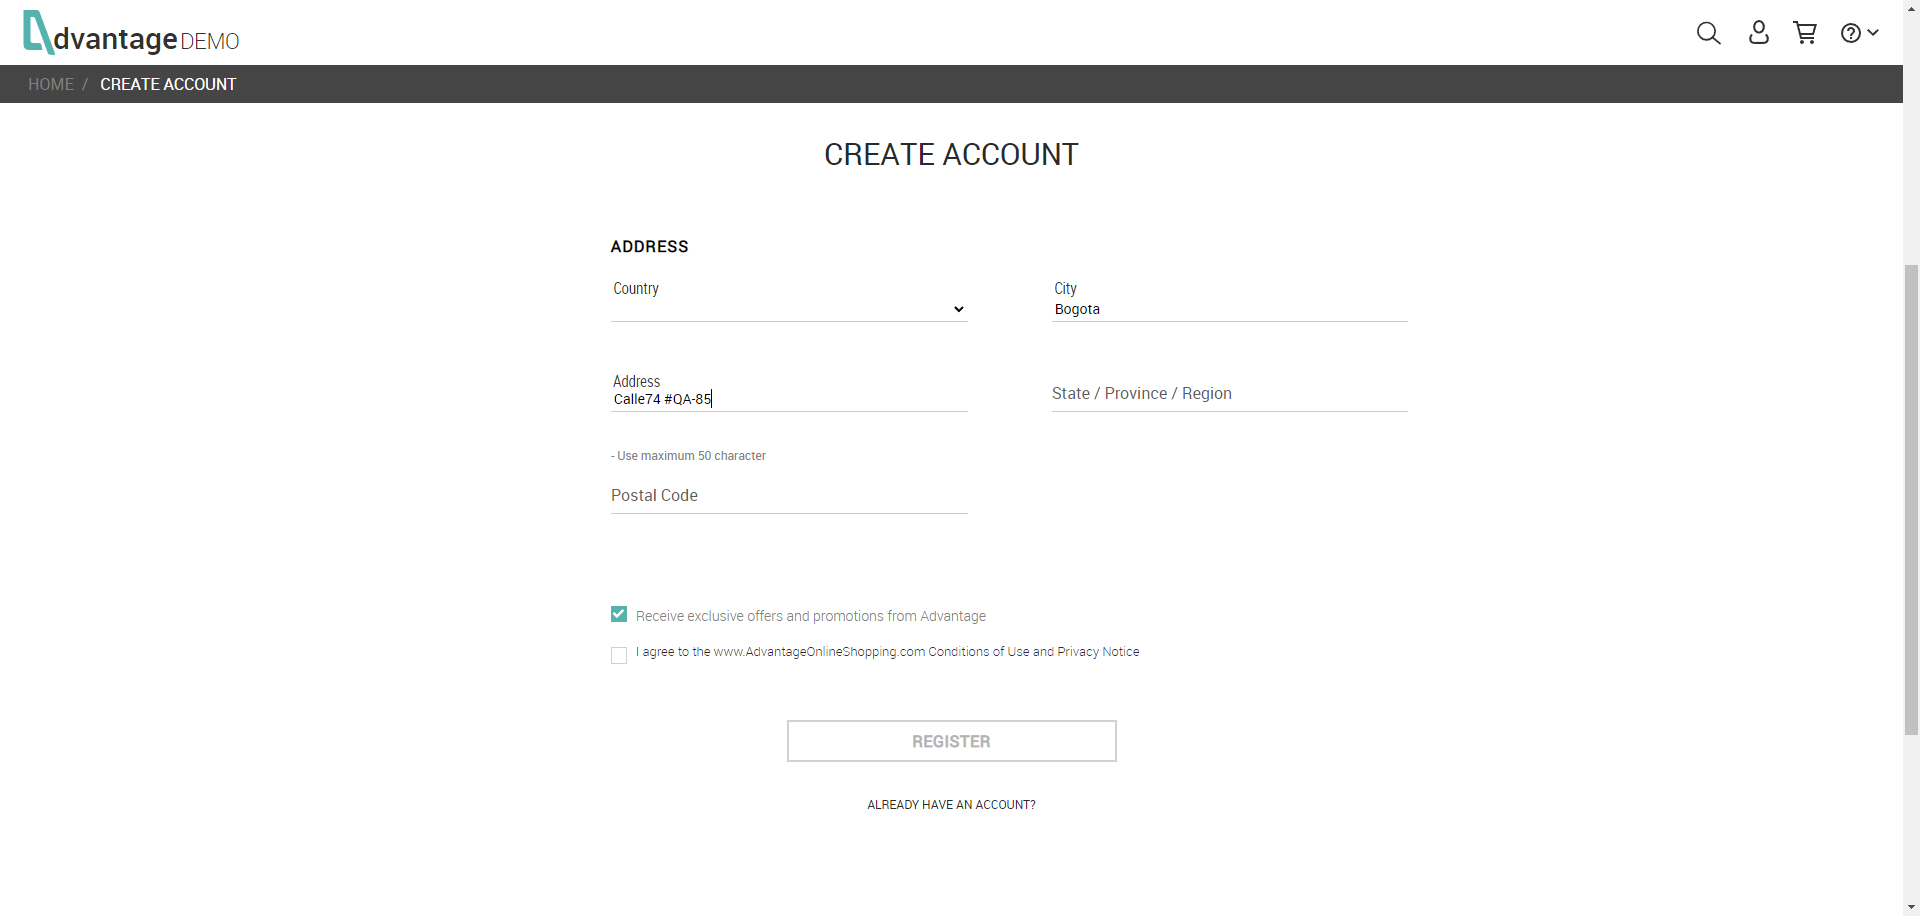 dvantage DEMO
HOME / CREATE ACCOUNT
CREATE ACCOUNT
ADDRESS
Country
City
Bogota
Address
Calle74 #QA-85
State / Province / Region
- Use maximum 50 character
Postal Code
Receive exclusive offers and promotions from Advantage
I agree to the www.AdvantageOnlineShopping.com Conditions of Use and Privacy Notice
REGISTER
ALREADY HAVE AN ACCOUNT?